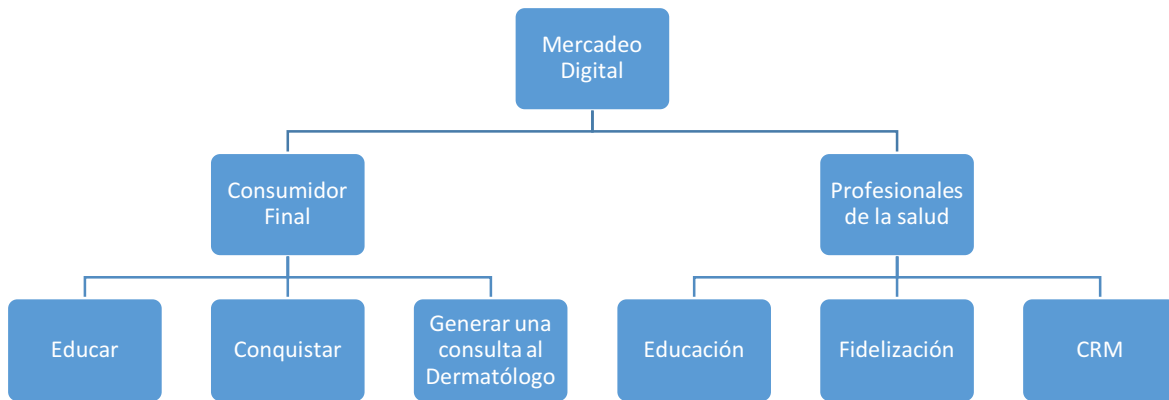 Mercadeo
Digital
Consumidor
Final
Profesionales
de la salud
Educar
Conquistar
Generar una
consulta al
Dermatólogo
Educación
Fidelización
CRM